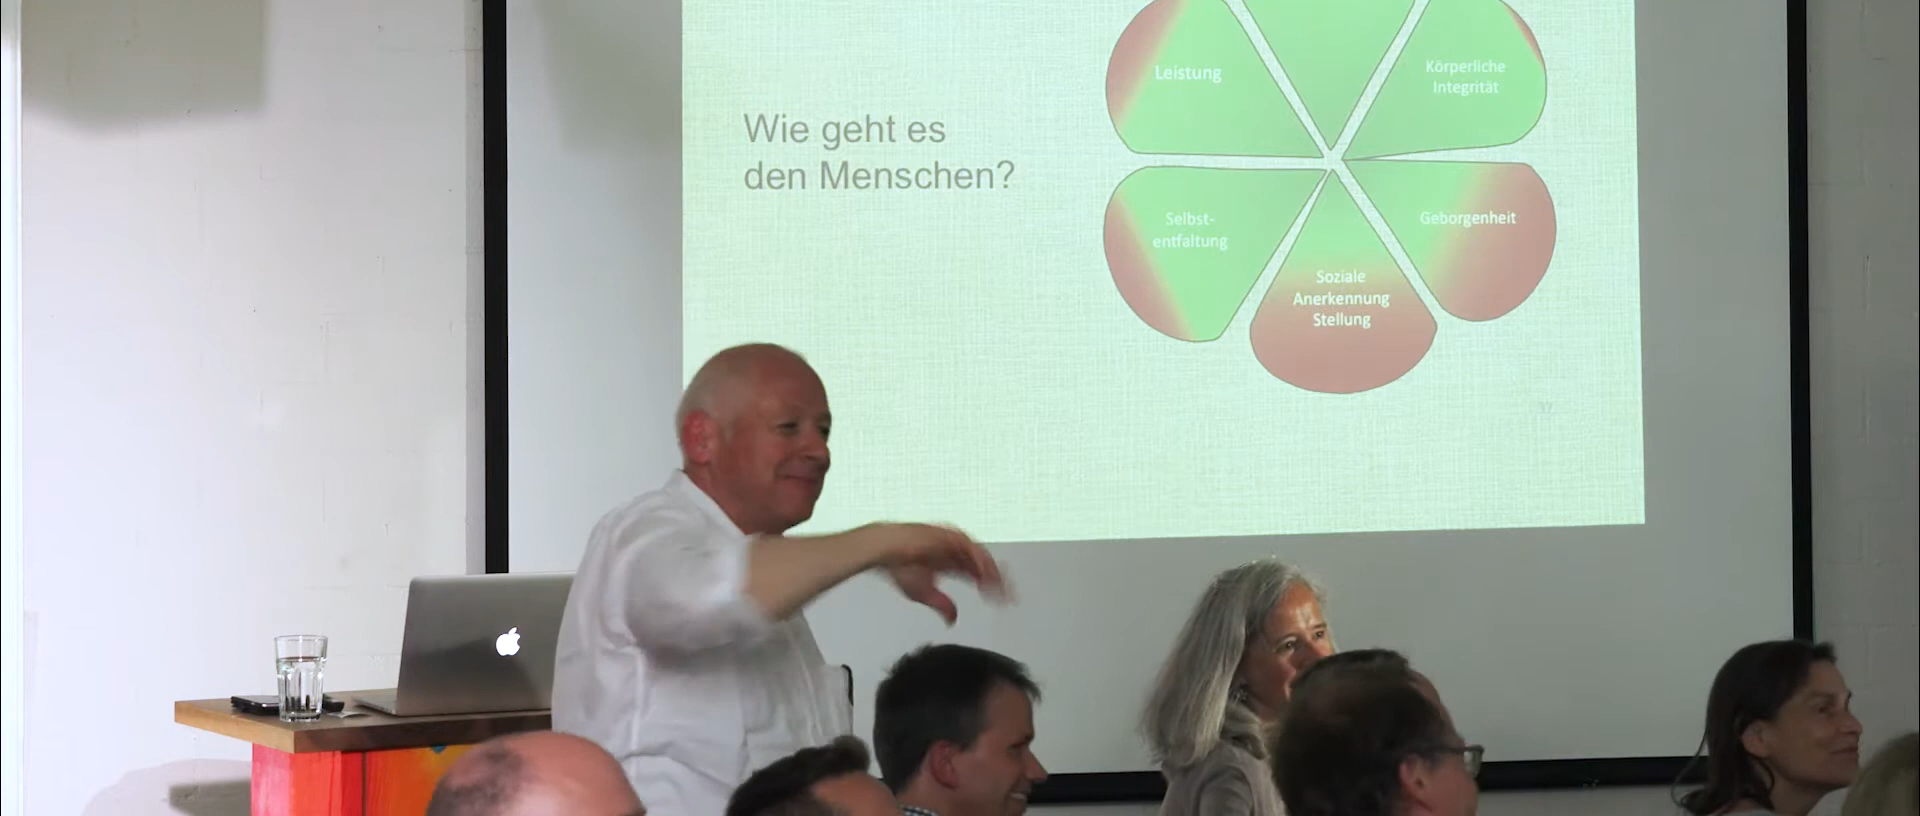 Leistung
Körperliche
Integrität
Wie geht es
den Menschen?
Selbst-
entfaltung
Geborgenheit
Soziale
Anerkennung
Stellung